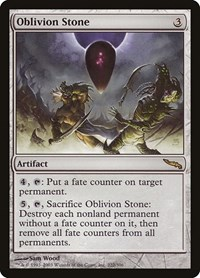 Oblivion Stone 3
Artifact
4, : Put a fate counter on target
permanent.
5, , Sacrifice Oblivion Stone:
Destroy each nonland permanent
without a fate counter on it, then
remove all fate counters from all
permanents.
Sam Wood